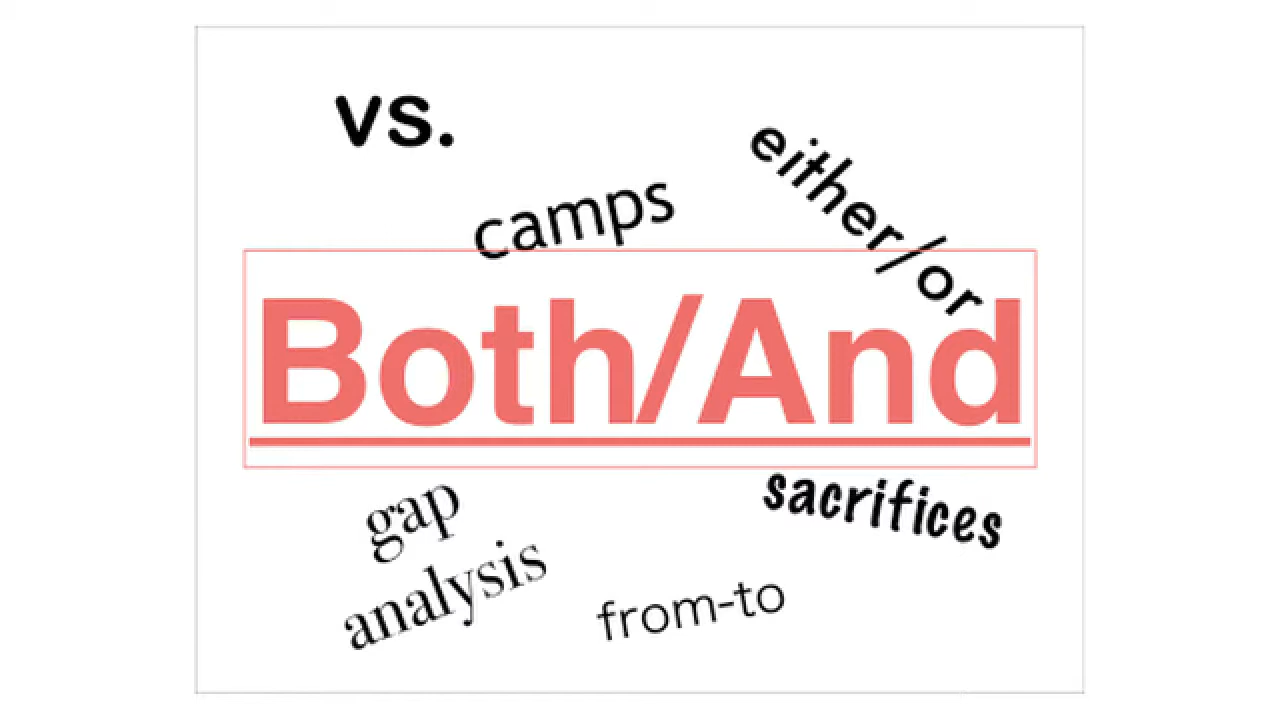 vs.
either/or
camps
Both/And
gap
analysis
sacrifices
from-to